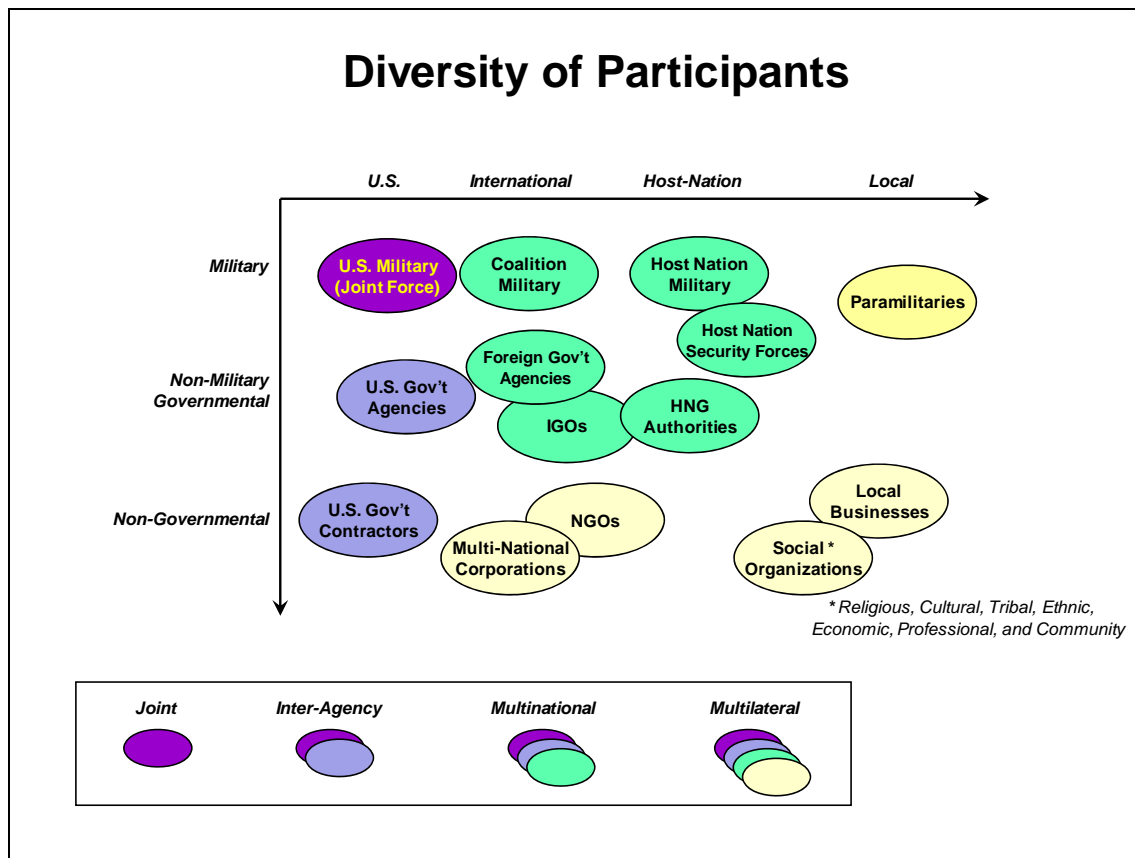 Diversity of Participants
U.S.
International
Host-Nation
Local
Military
U.S. Military
(Joint Force)
Coalition
Military
Host Nation
Military
Paramilitaries
Host Nation
Security Forces
Non-Military
Governmental
U.S. Gov't
Agencies
Foreign Gov't
Agencies
IGOs
HNG
Authorities
Non-Governmental
U.S. Gov't
Contractors
Multi-National
Corporations
NGOs
Local
Businesses
Social *
Organizations
* Religious, Cultural, Tribal, Ethnic,
Economic, Professional, and Community
Joint
Inter-Agency
Multinational
Multilateral